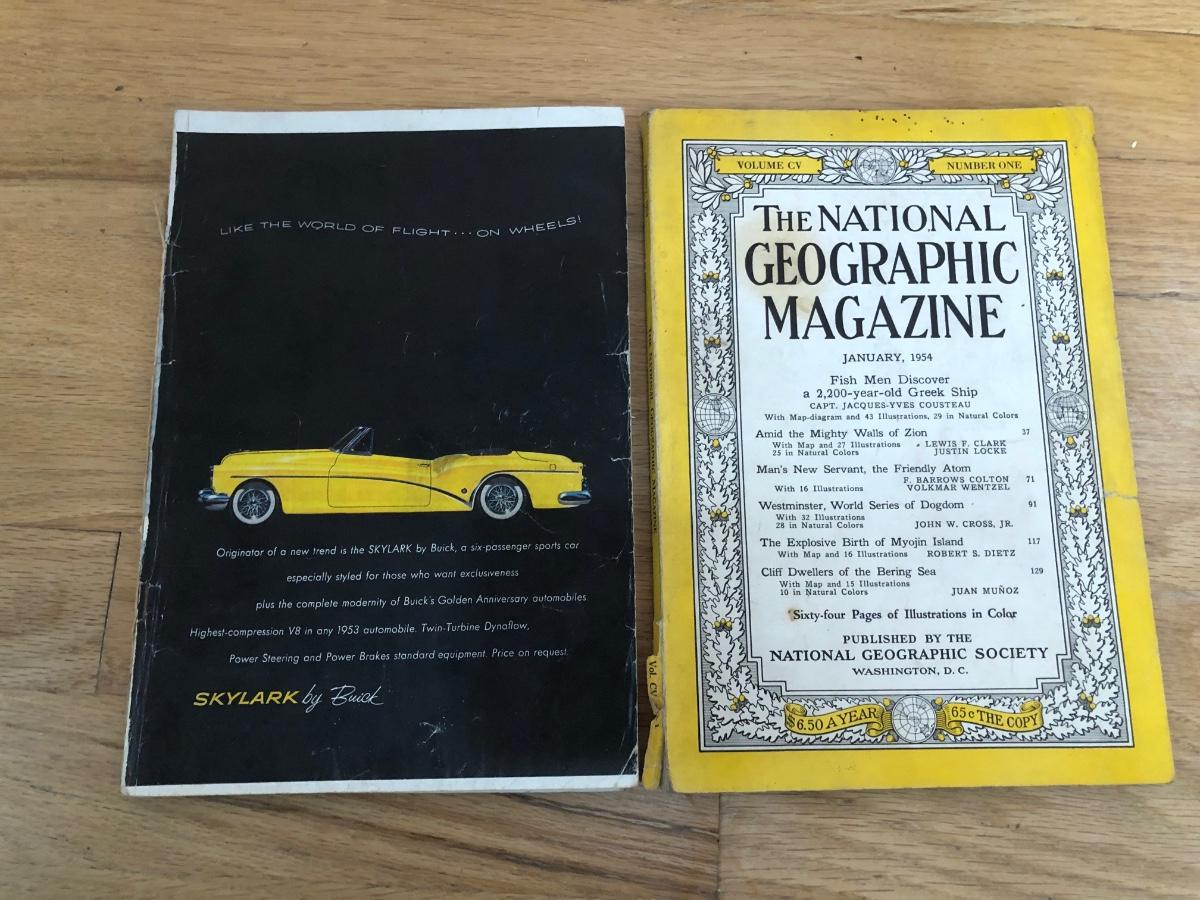 LIKE THE WORLD OF FLIGHT...ON WHEELS!
Originator of a new trend is the SKYLARK by Buick, a six-passenger sports car
especially styled for those who want exclusiveness
plus the complete modernity of Buick's Golden Anniversary automobiles.
Highest-compression V8 in any 1953 automobile. Twin-Turbine Dynaflow,
Power Steering and Power Brakes standard equipment. Price on request.
SKYLARK by Buick
VOLUME CV NUMBER ONE
THE NATIONAL
GEOGRAPHIC
MAGAZINE
JANUARY, 1954
Fish Men Discover
a 2,200-year-old Greek Ship
CAPT. JACQUES-YVES COUSTEAU
With Map-diagram and 43 Illustrations, 29 in Natural Colors
Amid the Mighty Walls of Zion 37
With Map and 27 Illustrations LEWIS F. CLARK
25 in Natural Colors JUSTIN LOCKE
Man's New Servant, the Friendly Atom 71
F. BARROWS COLTON
With 16 Illustrations VOLKMAR WENTZEL
Westminster, World Series of Dogdom 91
With 32 Illustrations
28 in Natural Colors JOHN W. CROSS, JR.
The Explosive Birth of Myojin Island 117
With Map and 16 Illustrations ROBERT S. DIETZ
Cliff Dwellers of the Bering Sea 129
With Map and 15 Illustrations
10 in Natural Colors JUAN MUÑOZ
Sixty-four Pages of Illustrations in Color
PUBLISHED BY THE
NATIONAL GEOGRAPHIC SOCIETY
WASHINGTON, D. C.
$6.50 A YEAR 65c THE COPY
Vol. CV